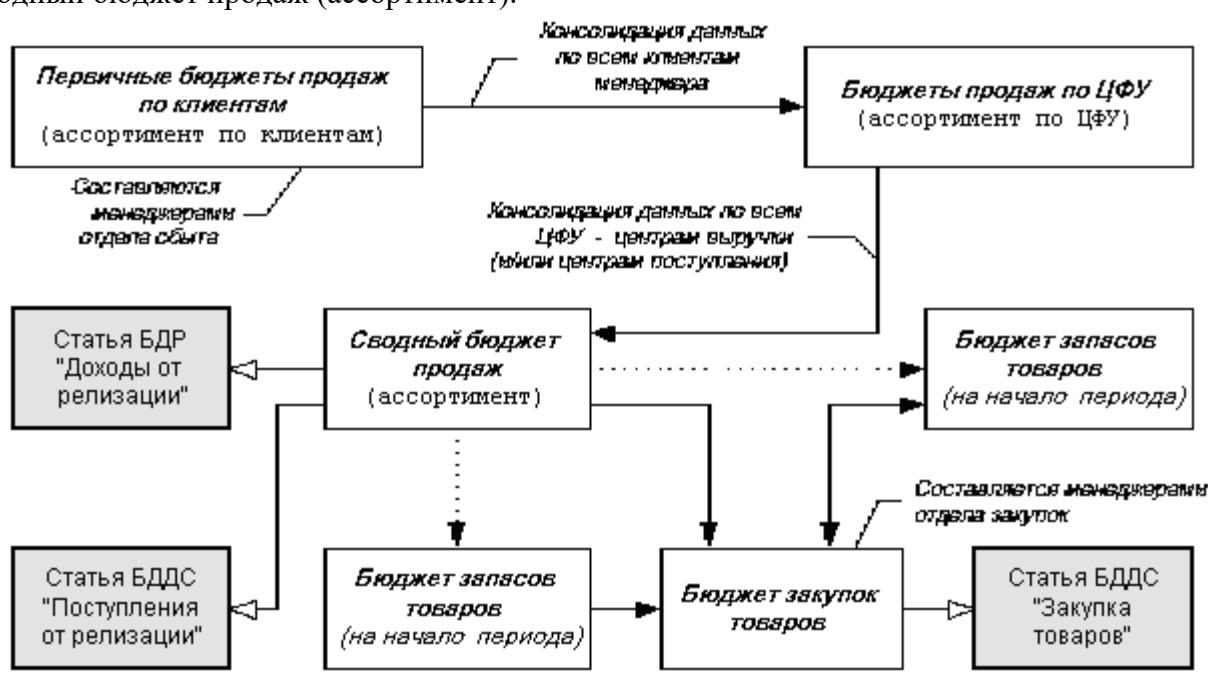 одный бюджет продаж (ассортимент).
Первичные бюджеты продаж
по клиентам
(ассортимент по клиентам)
Консолидация данных
по всем клиентам
менеджера
Бюджеты продаж по ЦФУ
(ассортимент по ЦФУ)
Составляются
менеджерами
отдела сбыта
Консолидация данных по всем
ЦФУ - центрам выручки
(и/или центрам поступления)
Статья БДР
"Доходы от
релизации"
Сводный бюджет
продаж
(ассортимент)
Бюджет запасов
товаров
(на начало периода)
Составляется менеджерами
отдела закупок
Статья БДДС
"Поступления
от релизации"
Бюджет запасов
товаров
(на начало периода)
Бюджет закупок
товаров
Статья БДДС
"Закупка
товаров"